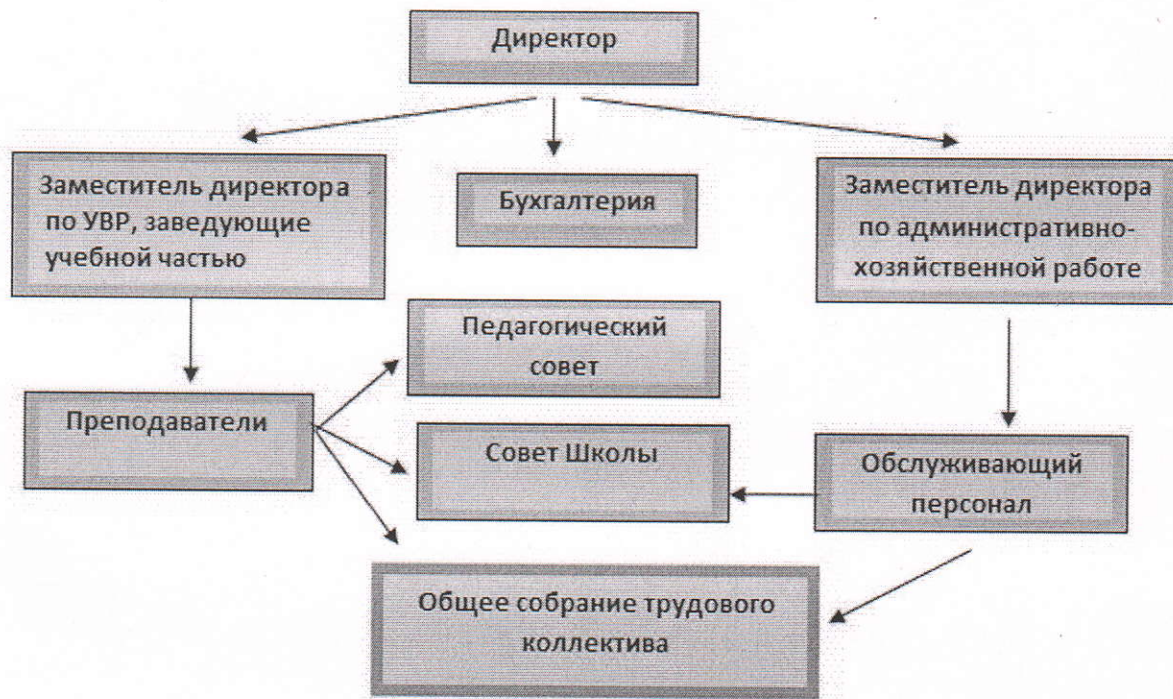 Директор
Заместитель директора
по УВР, заведующие
учебной частью
Бухгалтерия
Заместитель директора
по административно-
хозяйственной работе
Педагогический
совет
Преподаватели
Совет Школы
Обслуживающий
персонал
Общее собрание трудового
коллектива